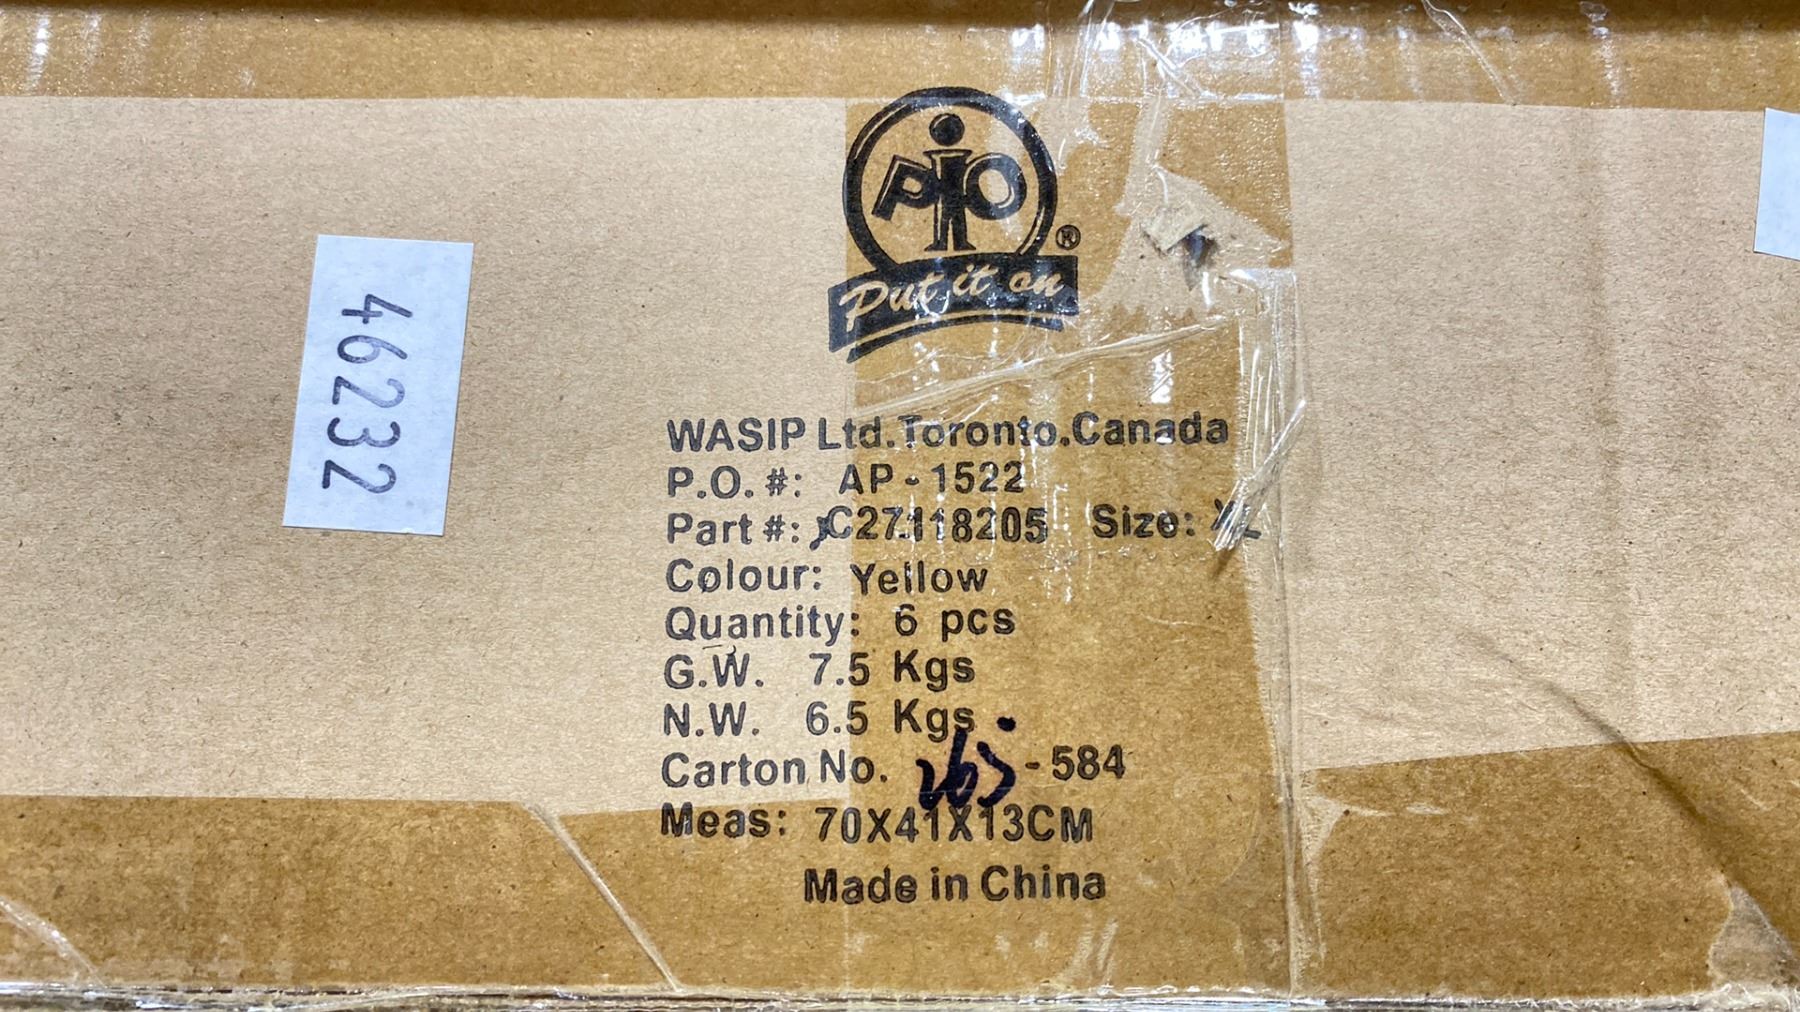 PIO
®
Put it on
46232
WASIP Ltd.Toronto.Canada
P.O.#: AP-1522
Part #: C27118205 Size: XL
Colour: Yellow
Quantity: 6 pcs
G.W. 7.5 Kgs
N.W. 6.5 Kgs
Carton No. -584
Meas: 70X41X13CM
Made in China